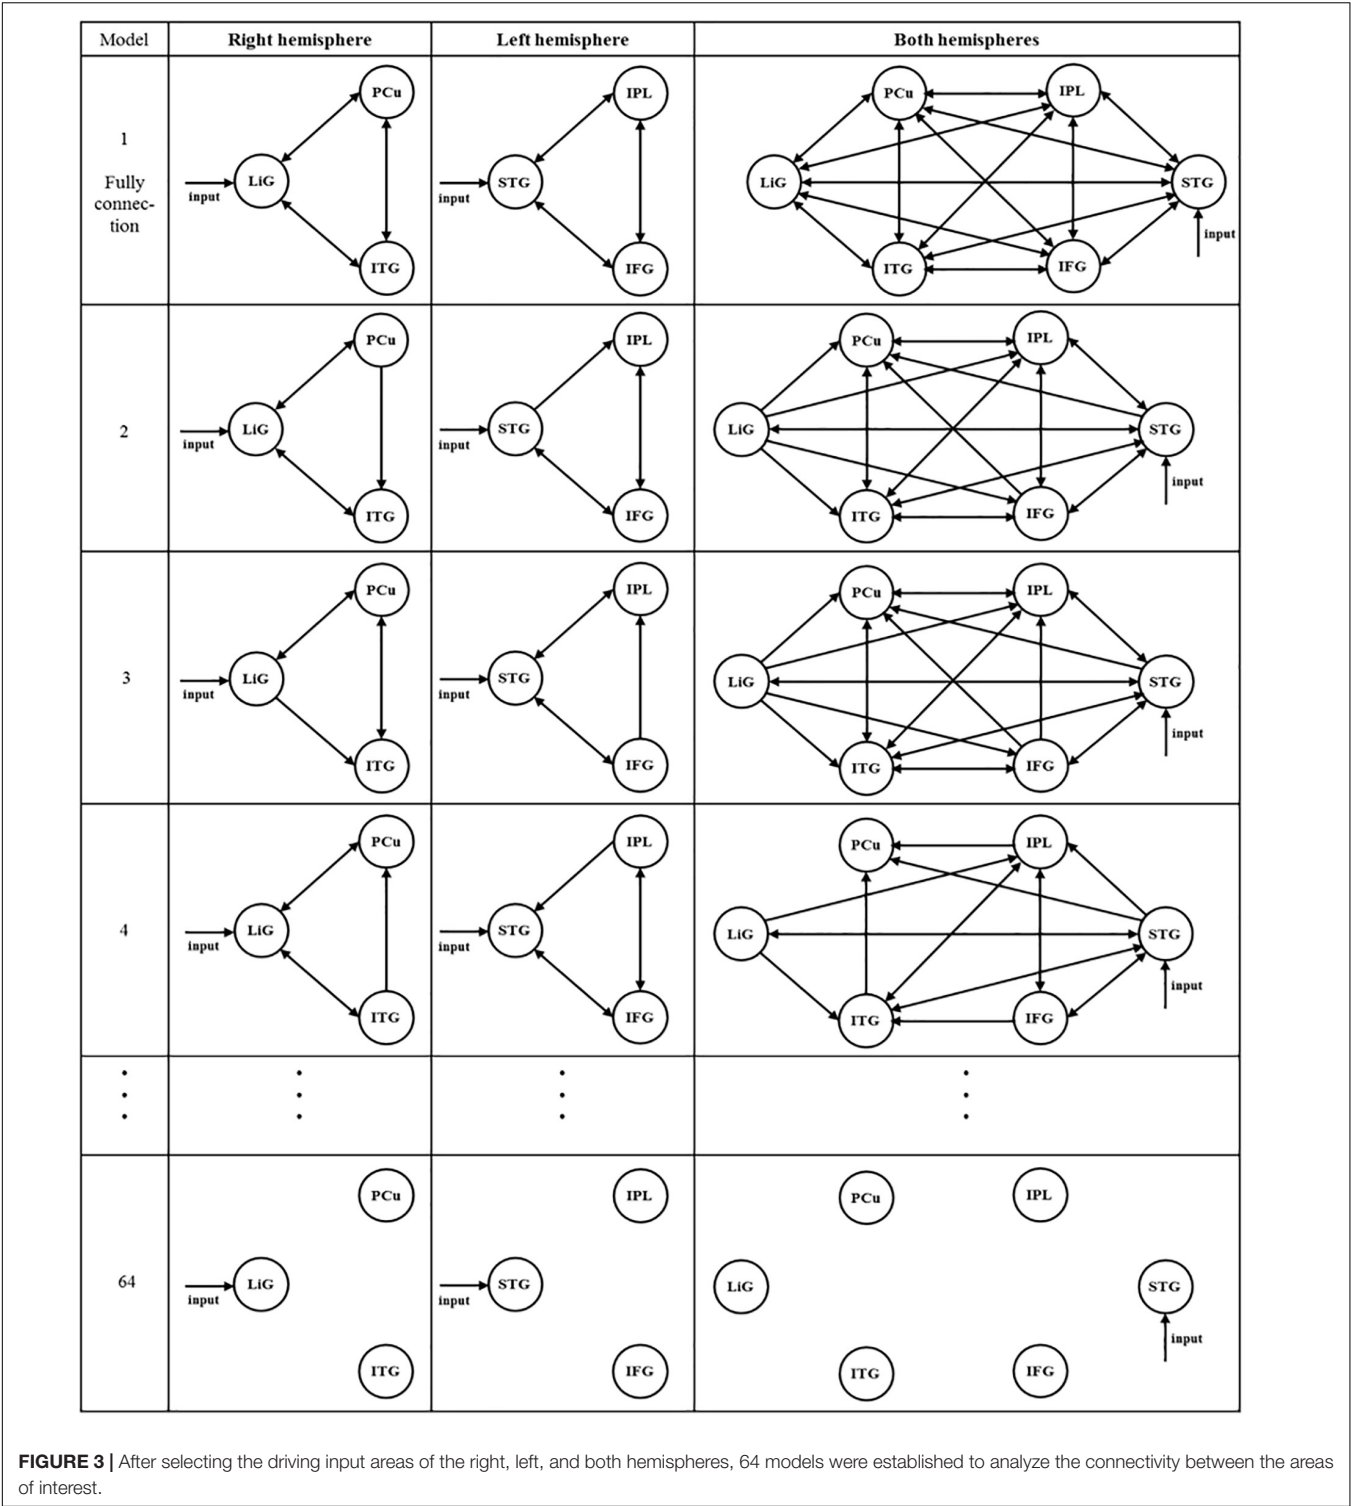 Model Right hemisphere Left hemisphere Both hemispheres
1
Fully
connec-
tion
PCu
LiG
input
ITG
IPL
STG
input
IFG
PCu
IPL
LiG
STG
ITG
IFG
input
2
PCu
LiG
input
ITG
IPL
STG
input
IFG
PCu
IPL
LiG
STG
ITG
IFG
input
3
PCu
LiG
input
ITG
IPL
STG
input
IFG
PCu
IPL
LiG
STG
ITG
IFG
input
4
PCu
LiG
input
ITG
IPL
STG
input
IFG
PCu
IPL
LiG
STG
ITG
IFG
input
64
PCu
LiG
input
ITG
IPL
STG
input
IFG
PCu
IPL
LiG
STG
ITG
IFG
input
FIGURE 3 | After selecting the driving input areas of the right, left, and both hemispheres, 64 models were established to analyze the connectivity between the areas
of interest.